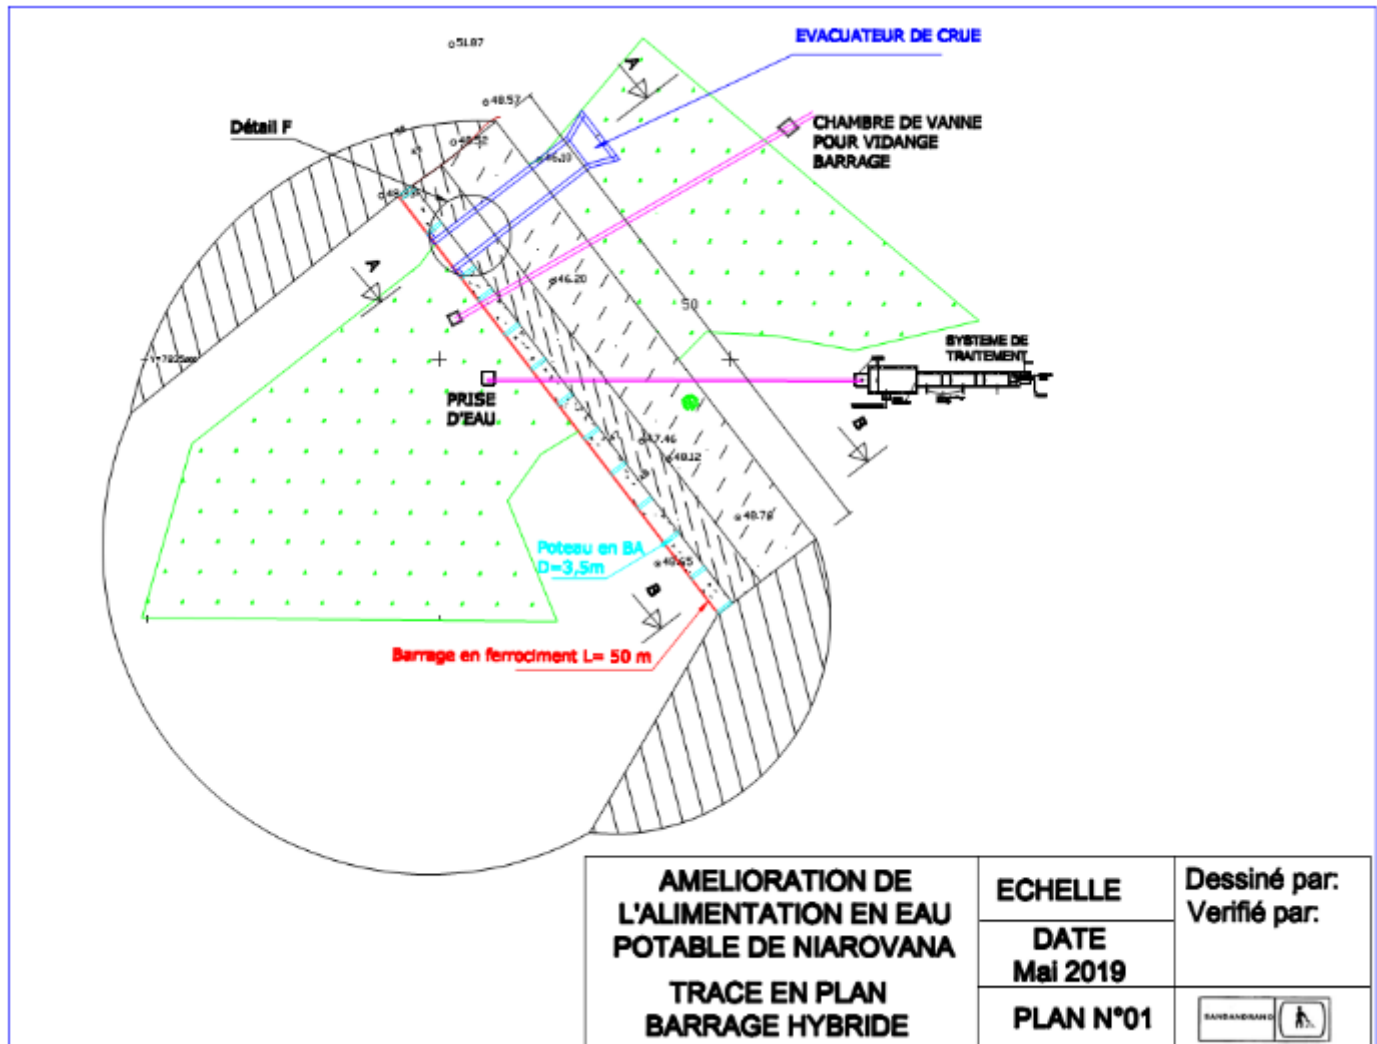 EVACUATEUR DE CRUE
51.87
A
48.57
Détail F
CHAMBRE DE VANNE
POUR VIDANGE
BARRAGE
A
46.20
50
SYSTEME DE
TRAITEMENT
PRISE
D'EAU
B
47.46
48.12
48.78
Poteau en BA
D=3,5m
B
Barrage en ferrociment L= 50 m
AMELIORATION DE
L'ALIMENTATION EN EAU
POTABLE DE NIAROVANA
TRACE EN PLAN
BARRAGE HYBRIDE
ECHELLE
DATE
Mai 2019
PLAN N°01
Dessiné par:
Verifié par: